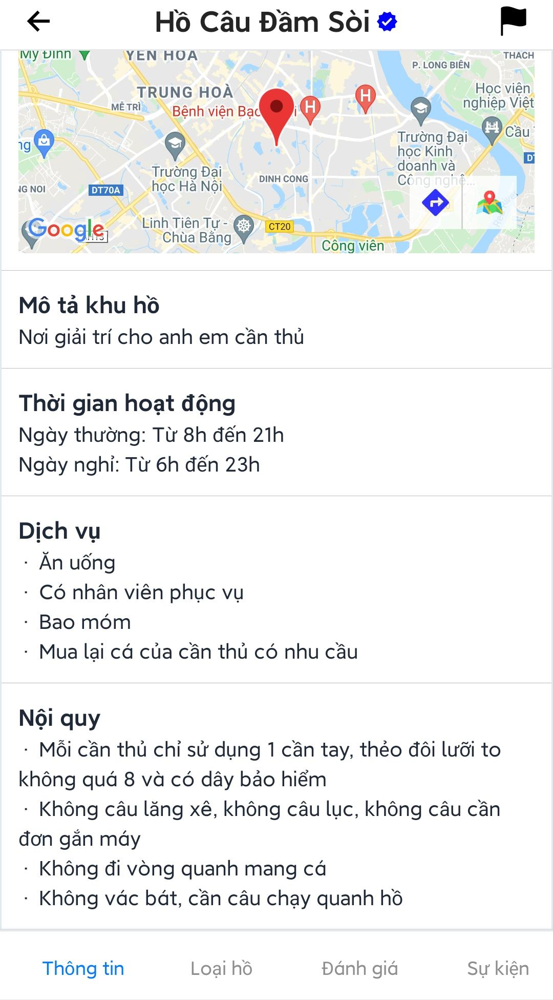 Hồ Câu Đầm Sòi
Mỹ Đình
YÊN HOÀ
THẠCH
P. LONG BIÊN
TRUNG HOÀ
Học viện
nghiệp Việt
MỄ TRÌ
Bệnh viện Bạc
i
H
H
ng
Cầu
Trường Đại
học Kinh
doanh và
Công nghệ...
Trường Đại
học Hà Nội
DINH CONG
NG NOI
DT70A
Linh Tiên Tự -
Chùa Bằng
CT20
Google
AH13
Công viên
Mô tả khu hồ
Nơi giải trí cho anh em cần thủ
Thời gian hoạt động
Ngày thường: Từ 8h đến 21h
Ngày nghỉ: Từ 6h đến 23h
Dịch vụ
· Ăn uống
· Có nhân viên phục vụ
· Bao móm
· Mua lại cá của cần thủ có nhu cầu
Nội quy
· Mỗi cần thủ chỉ sử dụng 1 cần tay, thẻo đôi lưỡi to
không quá 8 và có dây bảo hiểm
· Không câu lăng xê, không câu lục, không câu cần
đơn gắn máy
· Không đi vòng quanh mang cá
· Không vác bát, cần câu chạy quanh hồ
Thông tin
Loại hồ
Đánh giá
Sự kiện